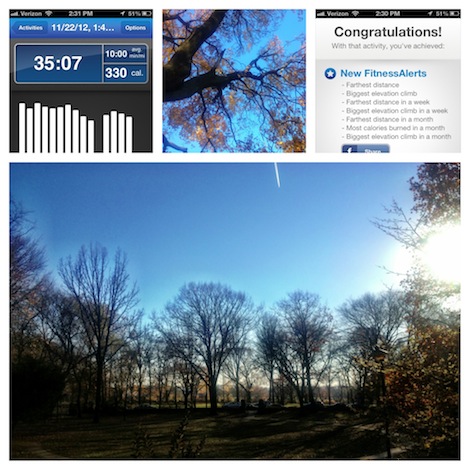 Verizon 2:31 PM 51%
Activities 11/22/12, 1:4... Options
35:07
10:00 avg min/mi
330 cal.
Verizon 2:30 PM 51%
Congratulations!
With that activity, you've achieved:
New FitnessAlerts
- Farthest distance
- Biggest elevation climb
- Farthest distance in a week
- Biggest elevation climb in a week
- Farthest distance in a month
- Most calories burned in a month
- Biggest elevation climb in a month
f Share